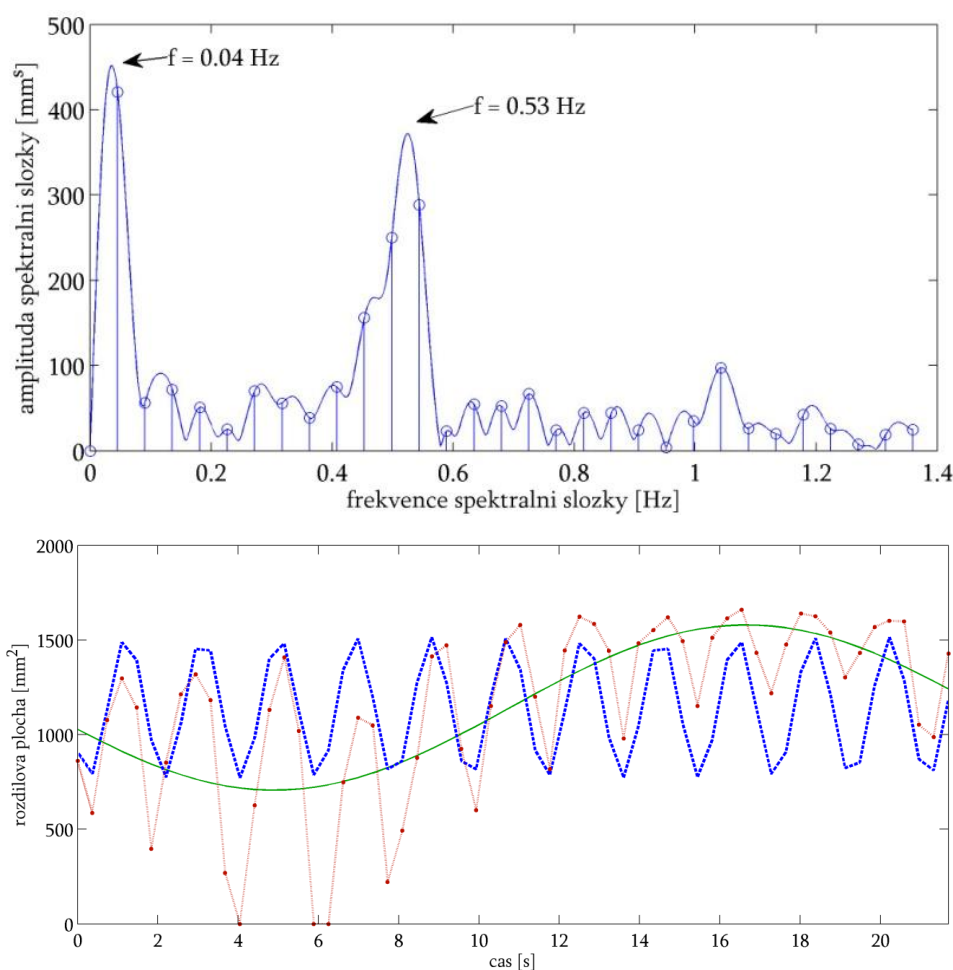 500
f = 0.04 Hz
400
f = 0.53 Hz
300
200
100
0
amplituda spektralni slozky [mm^s]
0 0.2 0.4 0.6 0.8 1 1.2 1.4
frekvence spektralni slozky [Hz]
2000
1500
1000
500
0
rozdilova plocha [mm²]
0 2 4 6 8 10 12 14 16 18 20
cas [s]